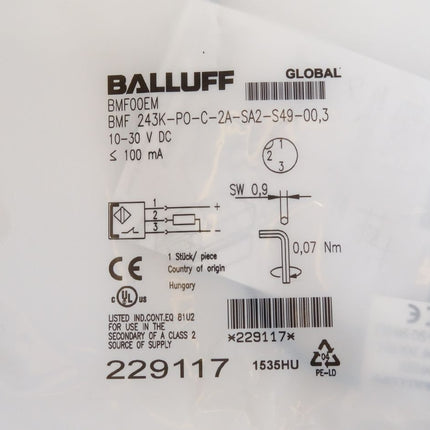 BALLUFF GLOBAL
BMF00EM
BMF 243K-PO-C-2A-SA2-S49-00,3
10-30 V DC
≤ 100 mA
1
2
3
SW 0,9
1 +
2
3 -
0,07 Nm
CE
1 Stück/ piece
Country of origin
Hungary
c UL us
LISTED IND.CONT.EQ 81U2
FOR USE IN THE
SECONDARY OF A CLASS 2
SOURCE OF SUPPLY
*229117*
229117 1535HU
04
PE-LD